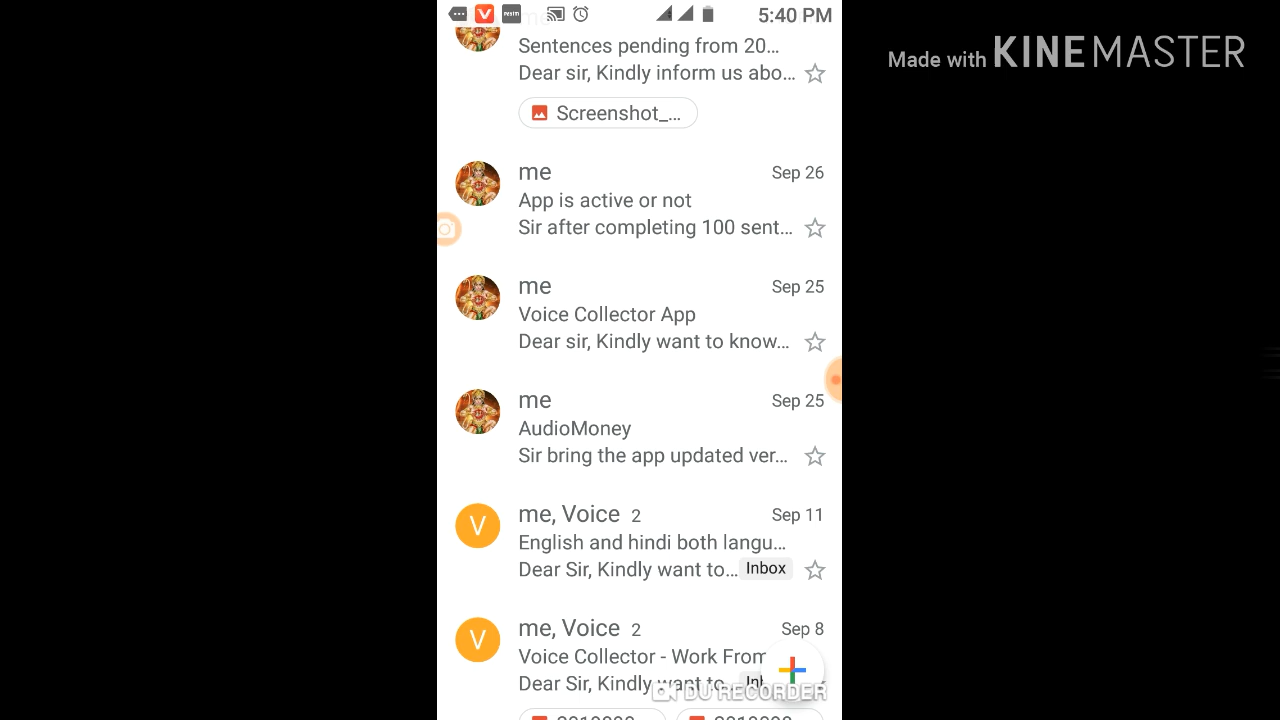 5:40 PM
Made with KINEMASTER
Sentences pending from 20...
Dear sir, Kindly inform us abo...
Screenshot_...
me Sep 26
App is active or not
Sir after completing 100 sent...
me Sep 25
Voice Collector App
Dear sir, Kindly want to know...
me Sep 25
AudioMoney
Sir bring the app updated ver...
V me, Voice 2 Sep 11
English and hindi both langu...
Dear Sir, Kindly want to... Inbox
V me, Voice 2 Sep 8
Voice Collector - Work From
Dear Sir, Kindly want to...
DU RECORDER